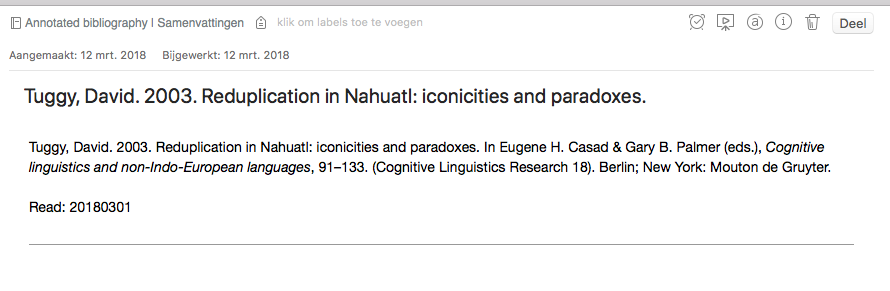 Annotated bibliography | Samenvattingen klik om labels toe te voegen Deel
Aangemaakt: 12 mrt. 2018 Bijgewerkt: 12 mrt. 2018
Tuggy, David. 2003. Reduplication in Nahuatl: iconicities and paradoxes.
Tuggy, David. 2003. Reduplication in Nahuatl: iconicities and paradoxes. In Eugene H. Casad & Gary B. Palmer (eds.), Cognitive
linguistics and non-Indo-European languages, 91–133. (Cognitive Linguistics Research 18). Berlin; New York: Mouton de Gruyter.
Read: 20180301